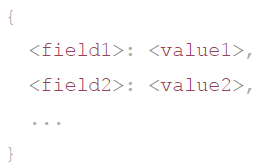 {
<field1>: <value1>,
<field2>: <value2>,
...
}